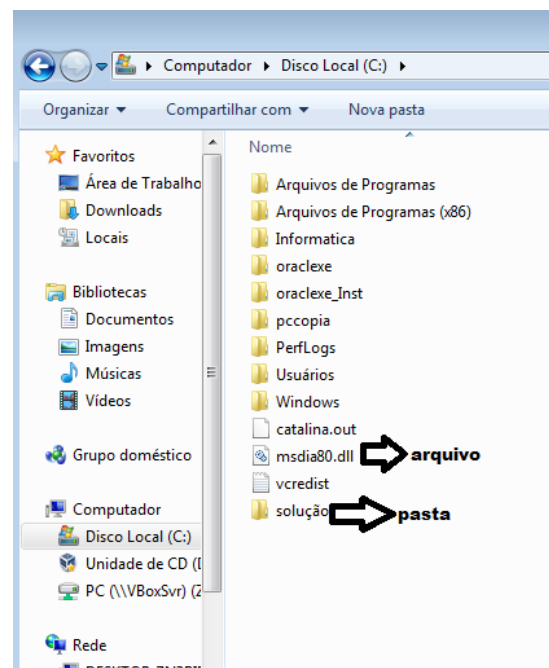 Computador ▸ Disco Local (C:) ▸
Organizar Compartilhar com Nova pasta
Favoritos
Área de Trabalho
Downloads
Locais
Bibliotecas
Documentos
Imagens
Músicas
Vídeos
Grupo doméstico
Computador
Disco Local (C:)
Unidade de CD (
PC (\\VBoxSvr) (
Rede
Nome
Arquivos de Programas
Arquivos de Programas (x86)
Informatica
oraclexe
oraclexe_Inst
pccopia
PerfLogs
Usuários
Windows
catalina.out
msdia80.dll arquivo
vcredist
solução pasta